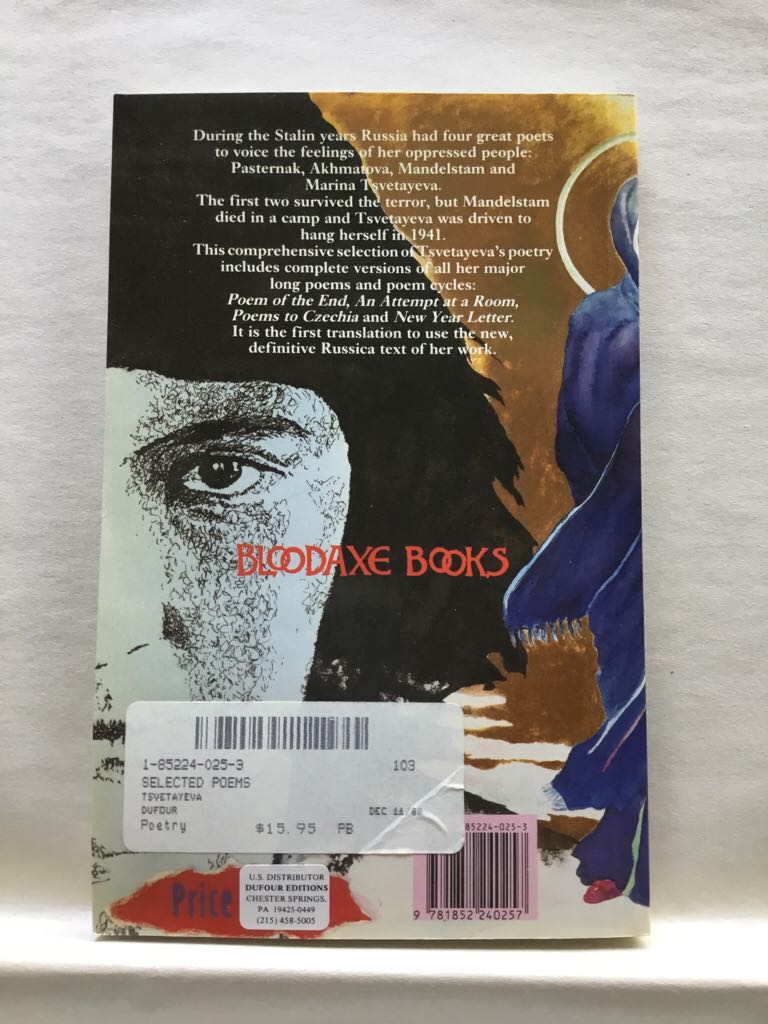 During the Stalin years Russia had four great poets
to voice the feelings of her oppressed people:
Pasternak, Akhmatova, Mandelstam and
Marina Tsvetayeva.
The first two survived the terror, but Mandelstam
died in a camp and Tsvetayeva was driven to
hang herself in 1941.
This comprehensive selection of Tsvetayeva's poetry
includes complete versions of all her major
long poems and poem cycles:
Poem of the End, An Attempt at a Room,
Poems to Czechia and New Year Letter.
It is the first translation to use the new,
definitive Russica text of her work.
BLOODAXE BOOKS
1-85224-025-3 103
SELECTED POEMS
TSVETAYEVA
DUFOUR DEC
Poetry $15.95 PB
85224-025-3
9 781852 240257
Price
U.S. DISTRIBUTOR
DUFOUR EDITIONS
CHESTER SPRINGS,
PA 19425-0449
(215) 458-5005